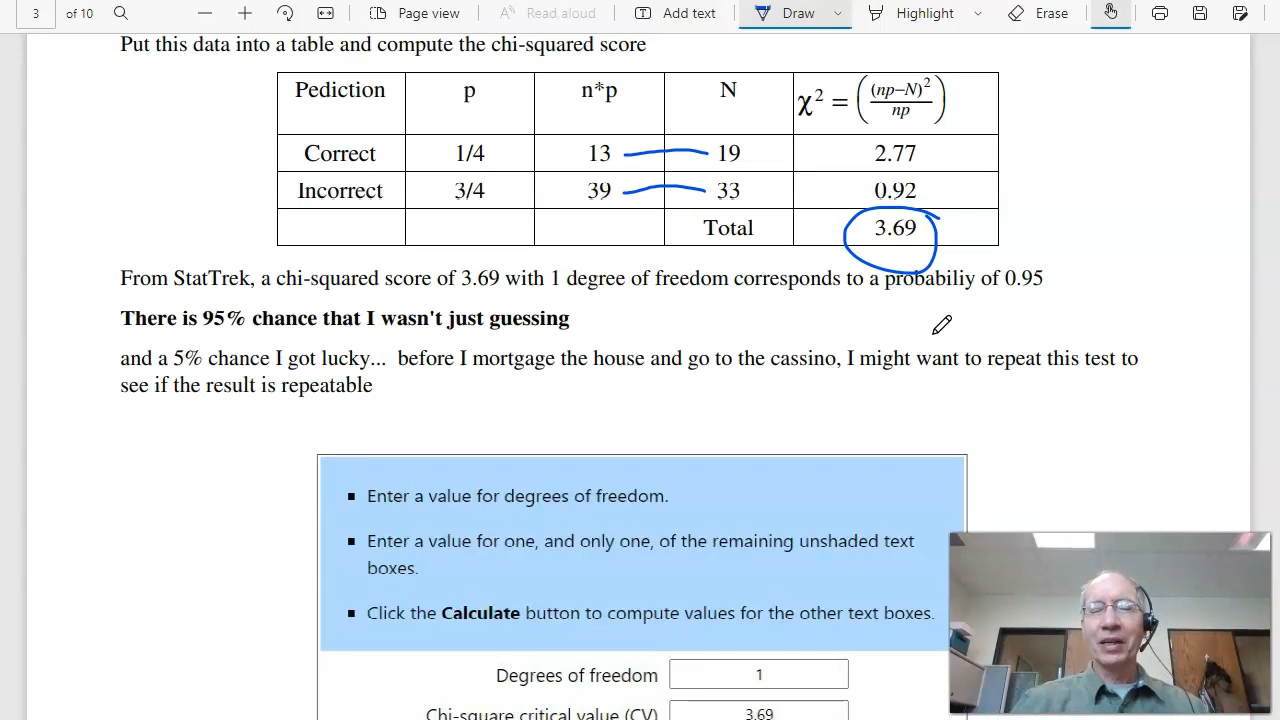 3 of 10 Page view Read aloud Add text Draw Highlight Erase
Put this data into a table and compute the chi-squared score
Pediction p n*p N χ² = ((np−N)²/np)
Correct 1/4 13 19 2.77
Incorrect 3/4 39 33 0.92
Total 3.69
From StatTrek, a chi-squared score of 3.69 with 1 degree of freedom corresponds to a probabiliy of 0.95
There is 95% chance that I wasn't just guessing
and a 5% chance I got lucky... before I mortgage the house and go to the cassino, I might want to repeat this test to
see if the result is repeatable
▪ Enter a value for degrees of freedom.
▪ Enter a value for one, and only one, of the remaining unshaded text
boxes.
▪ Click the Calculate button to compute values for the other text boxes.
Degrees of freedom 1
Chi-square critical value (CV) 3.69